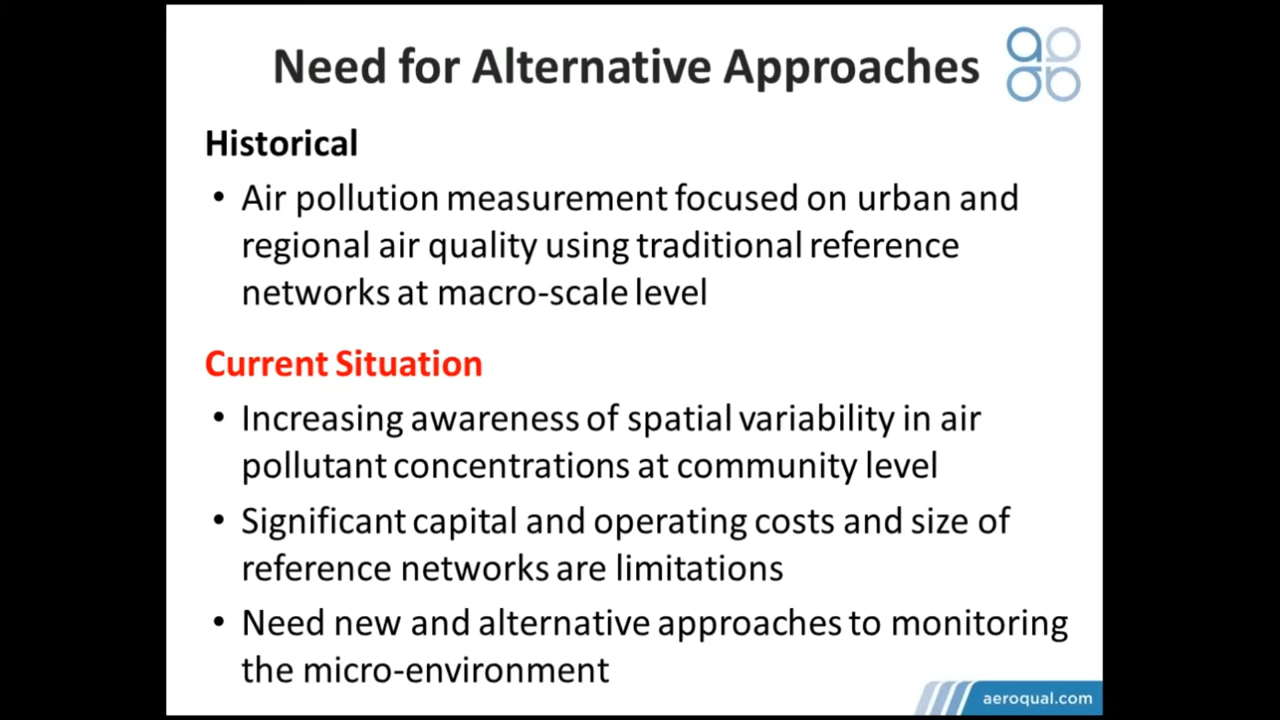 Need for Alternative Approaches
Historical
• Air pollution measurement focused on urban and
regional air quality using traditional reference
networks at macro-scale level
Current Situation
• Increasing awareness of spatial variability in air
pollutant concentrations at community level
• Significant capital and operating costs and size of
reference networks are limitations
• Need new and alternative approaches to monitoring
the micro-environment
aeroqual.com